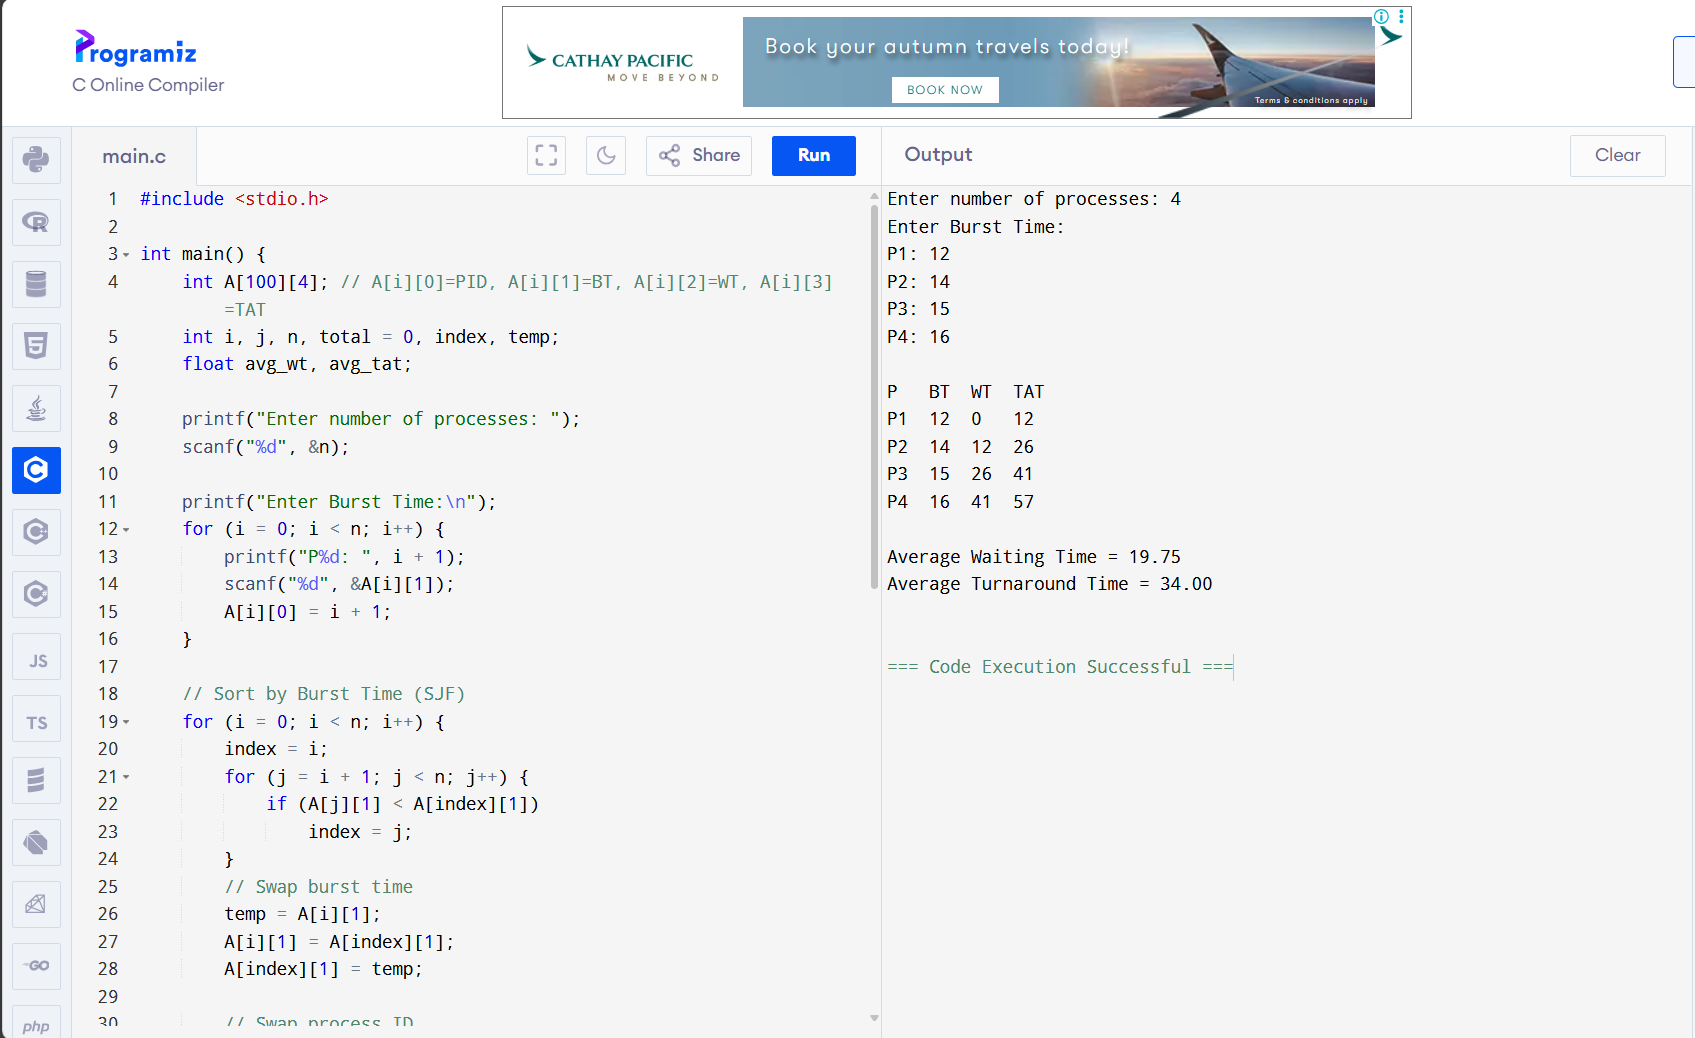 Programiz
C Online Compiler
CATHAY PACIFIC
MOVE BEYOND
Book your autumn travels today!
BOOK NOW
Terms & conditions apply
main.c
Share
Run
Output
Clear
1 #include <stdio.h>
2
3 int main() {
4 int A[100][4]; // A[i][0]=PID, A[i][1]=BT, A[i][2]=WT, A[i][3]
=TAT
5 int i, j, n, total = 0, index, temp;
6 float avg_wt, avg_tat;
7
8 printf("Enter number of processes: ");
9 scanf("%d", &n);
10
11 printf("Enter Burst Time:\n");
12 for (i = 0; i < n; i++) {
13 printf("P%d: ", i + 1);
14 scanf("%d", &A[i][1]);
15 A[i][0] = i + 1;
16 }
17
18 // Sort by Burst Time (SJF)
19 for (i = 0; i < n; i++) {
20 index = i;
21 for (j = i + 1; j < n; j++) {
22 if (A[j][1] < A[index][1])
23 index = j;
24 }
25 // Swap burst time
26 temp = A[i][1];
27 A[i][1] = A[index][1];
28 A[index][1] = temp;
29
30 // Swap process ID
Enter number of processes: 4
Enter Burst Time:
P1: 12
P2: 14
P3: 15
P4: 16
P BT WT TAT
P1 12 0 12
P2 14 12 26
P3 15 26 41
P4 16 41 57
Average Waiting Time = 19.75
Average Turnaround Time = 34.00
=== Code Execution Successful ===
R
5
C
C++
C#
JS
TS
GO
php